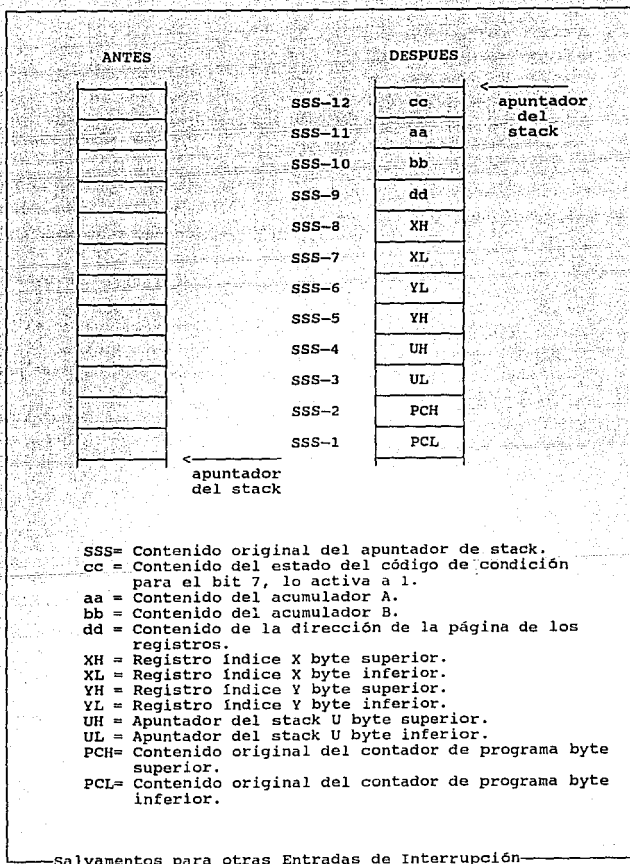 ANTES DESPUES
SSS-12 cc apuntador
del
SSS-11 aa stack
SSS-10 bb
SSS-9 dd
SSS-8 XH
SSS-7 XL
SSS-6 YL
SSS-5 YH
SSS-4 UH
SSS-3 UL
SSS-2 PCH
SSS-1 PCL
apuntador
del stack
SSS= Contenido original del apuntador de stack.
cc = Contenido del estado del código de condición
para el bit 7, lo activa a 1.
aa = Contenido del acumulador A.
bb = Contenido del acumulador B.
dd = Contenido de la dirección de la página de los
registros.
XH = Registro índice X byte superior.
XL = Registro índice X byte inferior.
YH = Registro índice Y byte superior.
YL = Registro índice Y byte inferior.
UH = Apuntador del stack U byte superior.
UL = Apuntador del stack U byte inferior.
PCH= Contenido original del contador de programa byte
superior.
PCL= Contenido original del contador de programa byte
inferior.
Salvamentos para otras Entradas de Interrupción